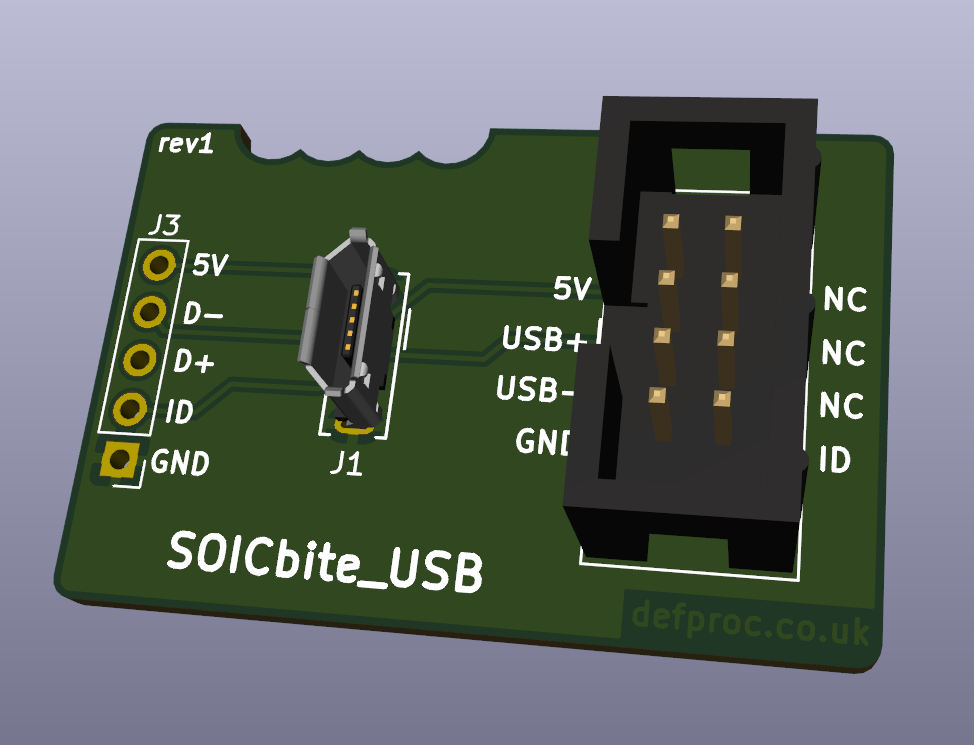 rev1
J3
5V
D-
D+
ID
GND
J1
5V
USB+
USB-
GND
NC
NC
NC
ID
SOICbite_USB
defproc.co.uk